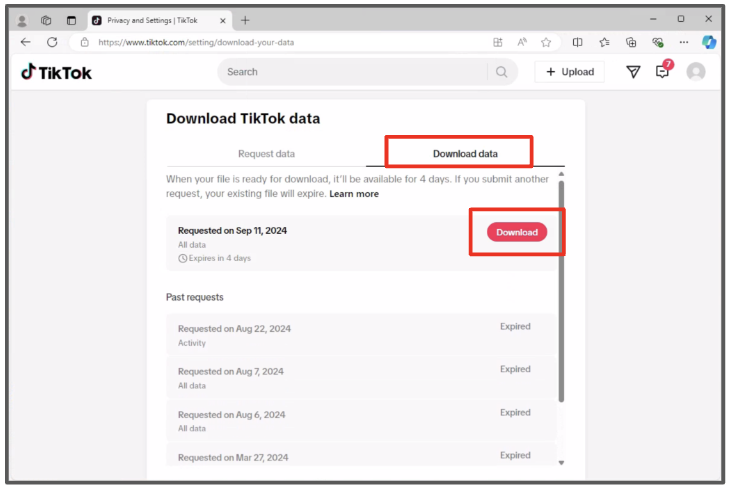 Privacy and Settings | TikTok
https://www.tiktok.com/setting/download-your-data
TikTok
Search
+ Upload
7
Download TikTok data
Request data
Download data
When your file is ready for download, it'll be available for 4 days. If you submit another
request, your existing file will expire. Learn more
Requested on Sep 11, 2024
Download
All data
Expires in 4 days
Past requests
Requested on Aug 22, 2024
Expired
Activity
Requested on Aug 7, 2024
Expired
All data
Requested on Aug 6, 2024
Expired
All data
Requested on Mar 27, 2024
Expired